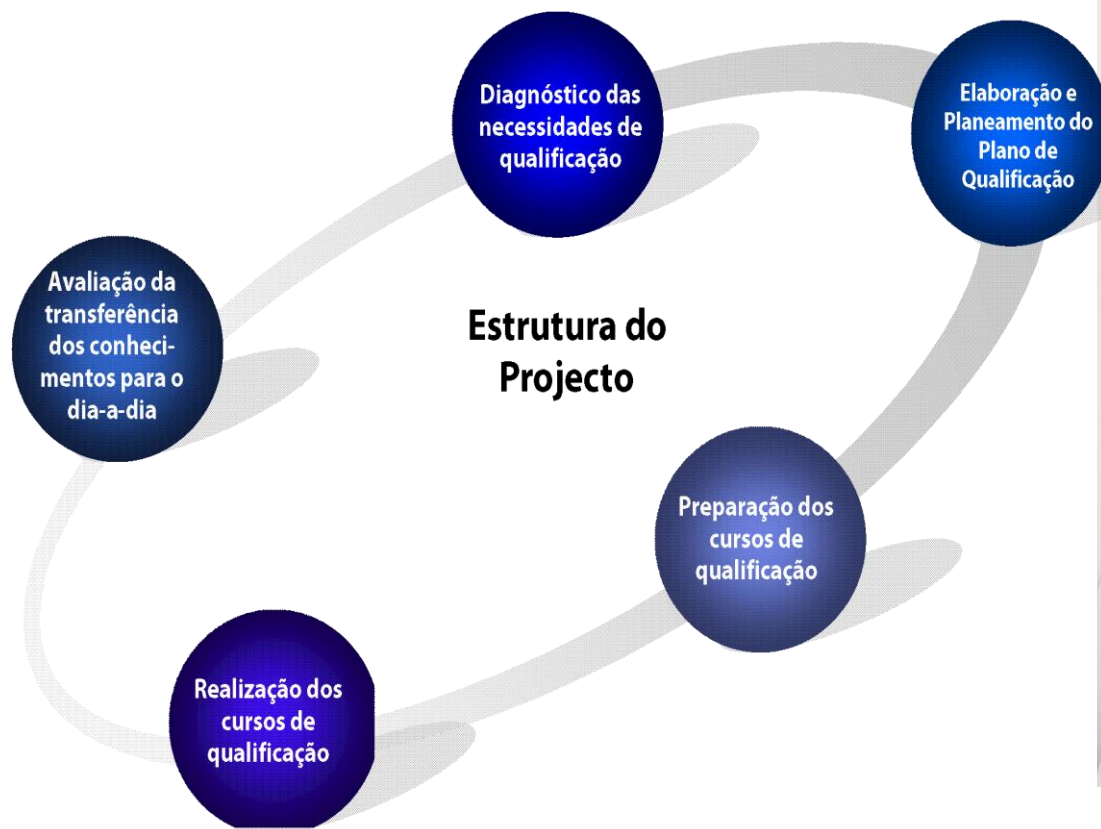 Diagnóstico das
necessidades de
qualificação
Elaboração e
Planeamento do
Plano de
Qualificação
Avaliação da
transferência
dos conheci-
mentos para o
dia-a-dia
Estrutura do
Projecto
Preparação dos
cursos de
qualificação
Realização dos
cursos de
qualificação